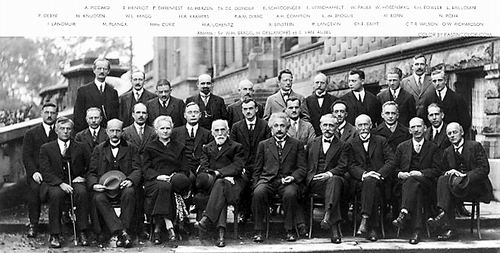 A. PICCARD E. HENRIOT P. EHRENFEST Ed. HERZEN Th. DE DONDER E. SCHRÖDINGER E. VERSCHAFFELT W. PAULI W. HEISENBERG R.H. FOWLER L. BRILLOUIN
P. DEBYE M. KNUDSEN W.L. BRAGG H.A. KRAMERS P.A.M. DIRAC A.H. COMPTON L. de BROGLIE M. BORN N. BOHR
I. LANGMUIR M. PLANCK Mme CURIE H.A. LORENTZ A. EINSTEIN P. LANGEVIN Ch.E. GUYE C.T.R. WILSON O.W. RICHARDSON
Absents : Sir W.H. BRAGG, H. DESLANDRES et E. VAN AUBEL